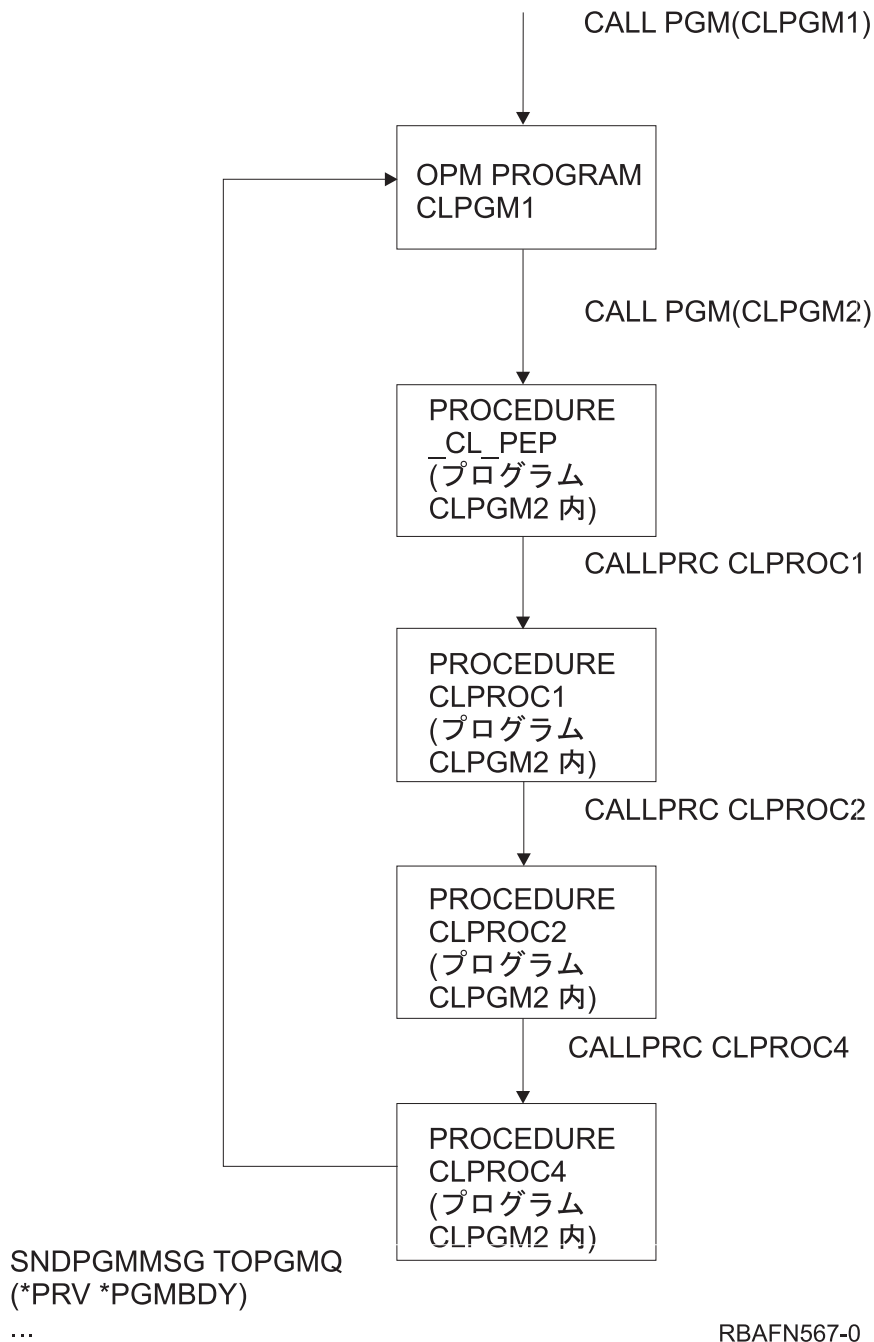 CALL PGM(CLPGM1)
OPM PROGRAM
CLPGM1
CALL PGM(CLPGM2)
PROCEDURE
_CL_PEP
(プログラム
CLPGM2 内)
CALLPRC CLPROC1
PROCEDURE
CLPROC1
(プログラム
CLPGM2 内)
CALLPRC CLPROC2
PROCEDURE
CLPROC2
(プログラム
CLPGM2 内)
CALLPRC CLPROC4
PROCEDURE
CLPROC4
(プログラム
CLPGM2 内)
SNDPGMMSG TOPGMQ
(*PRV *PGMBDY)
...
RBAFN567-0